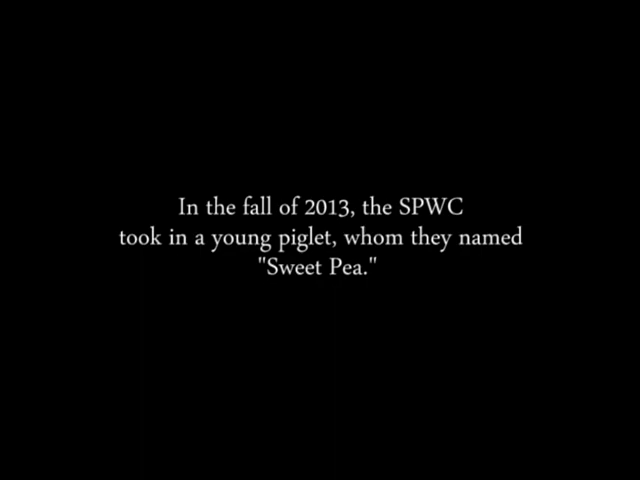 In the fall of 2013, the SPWC
took in a young piglet, whom they named
"Sweet Pea."